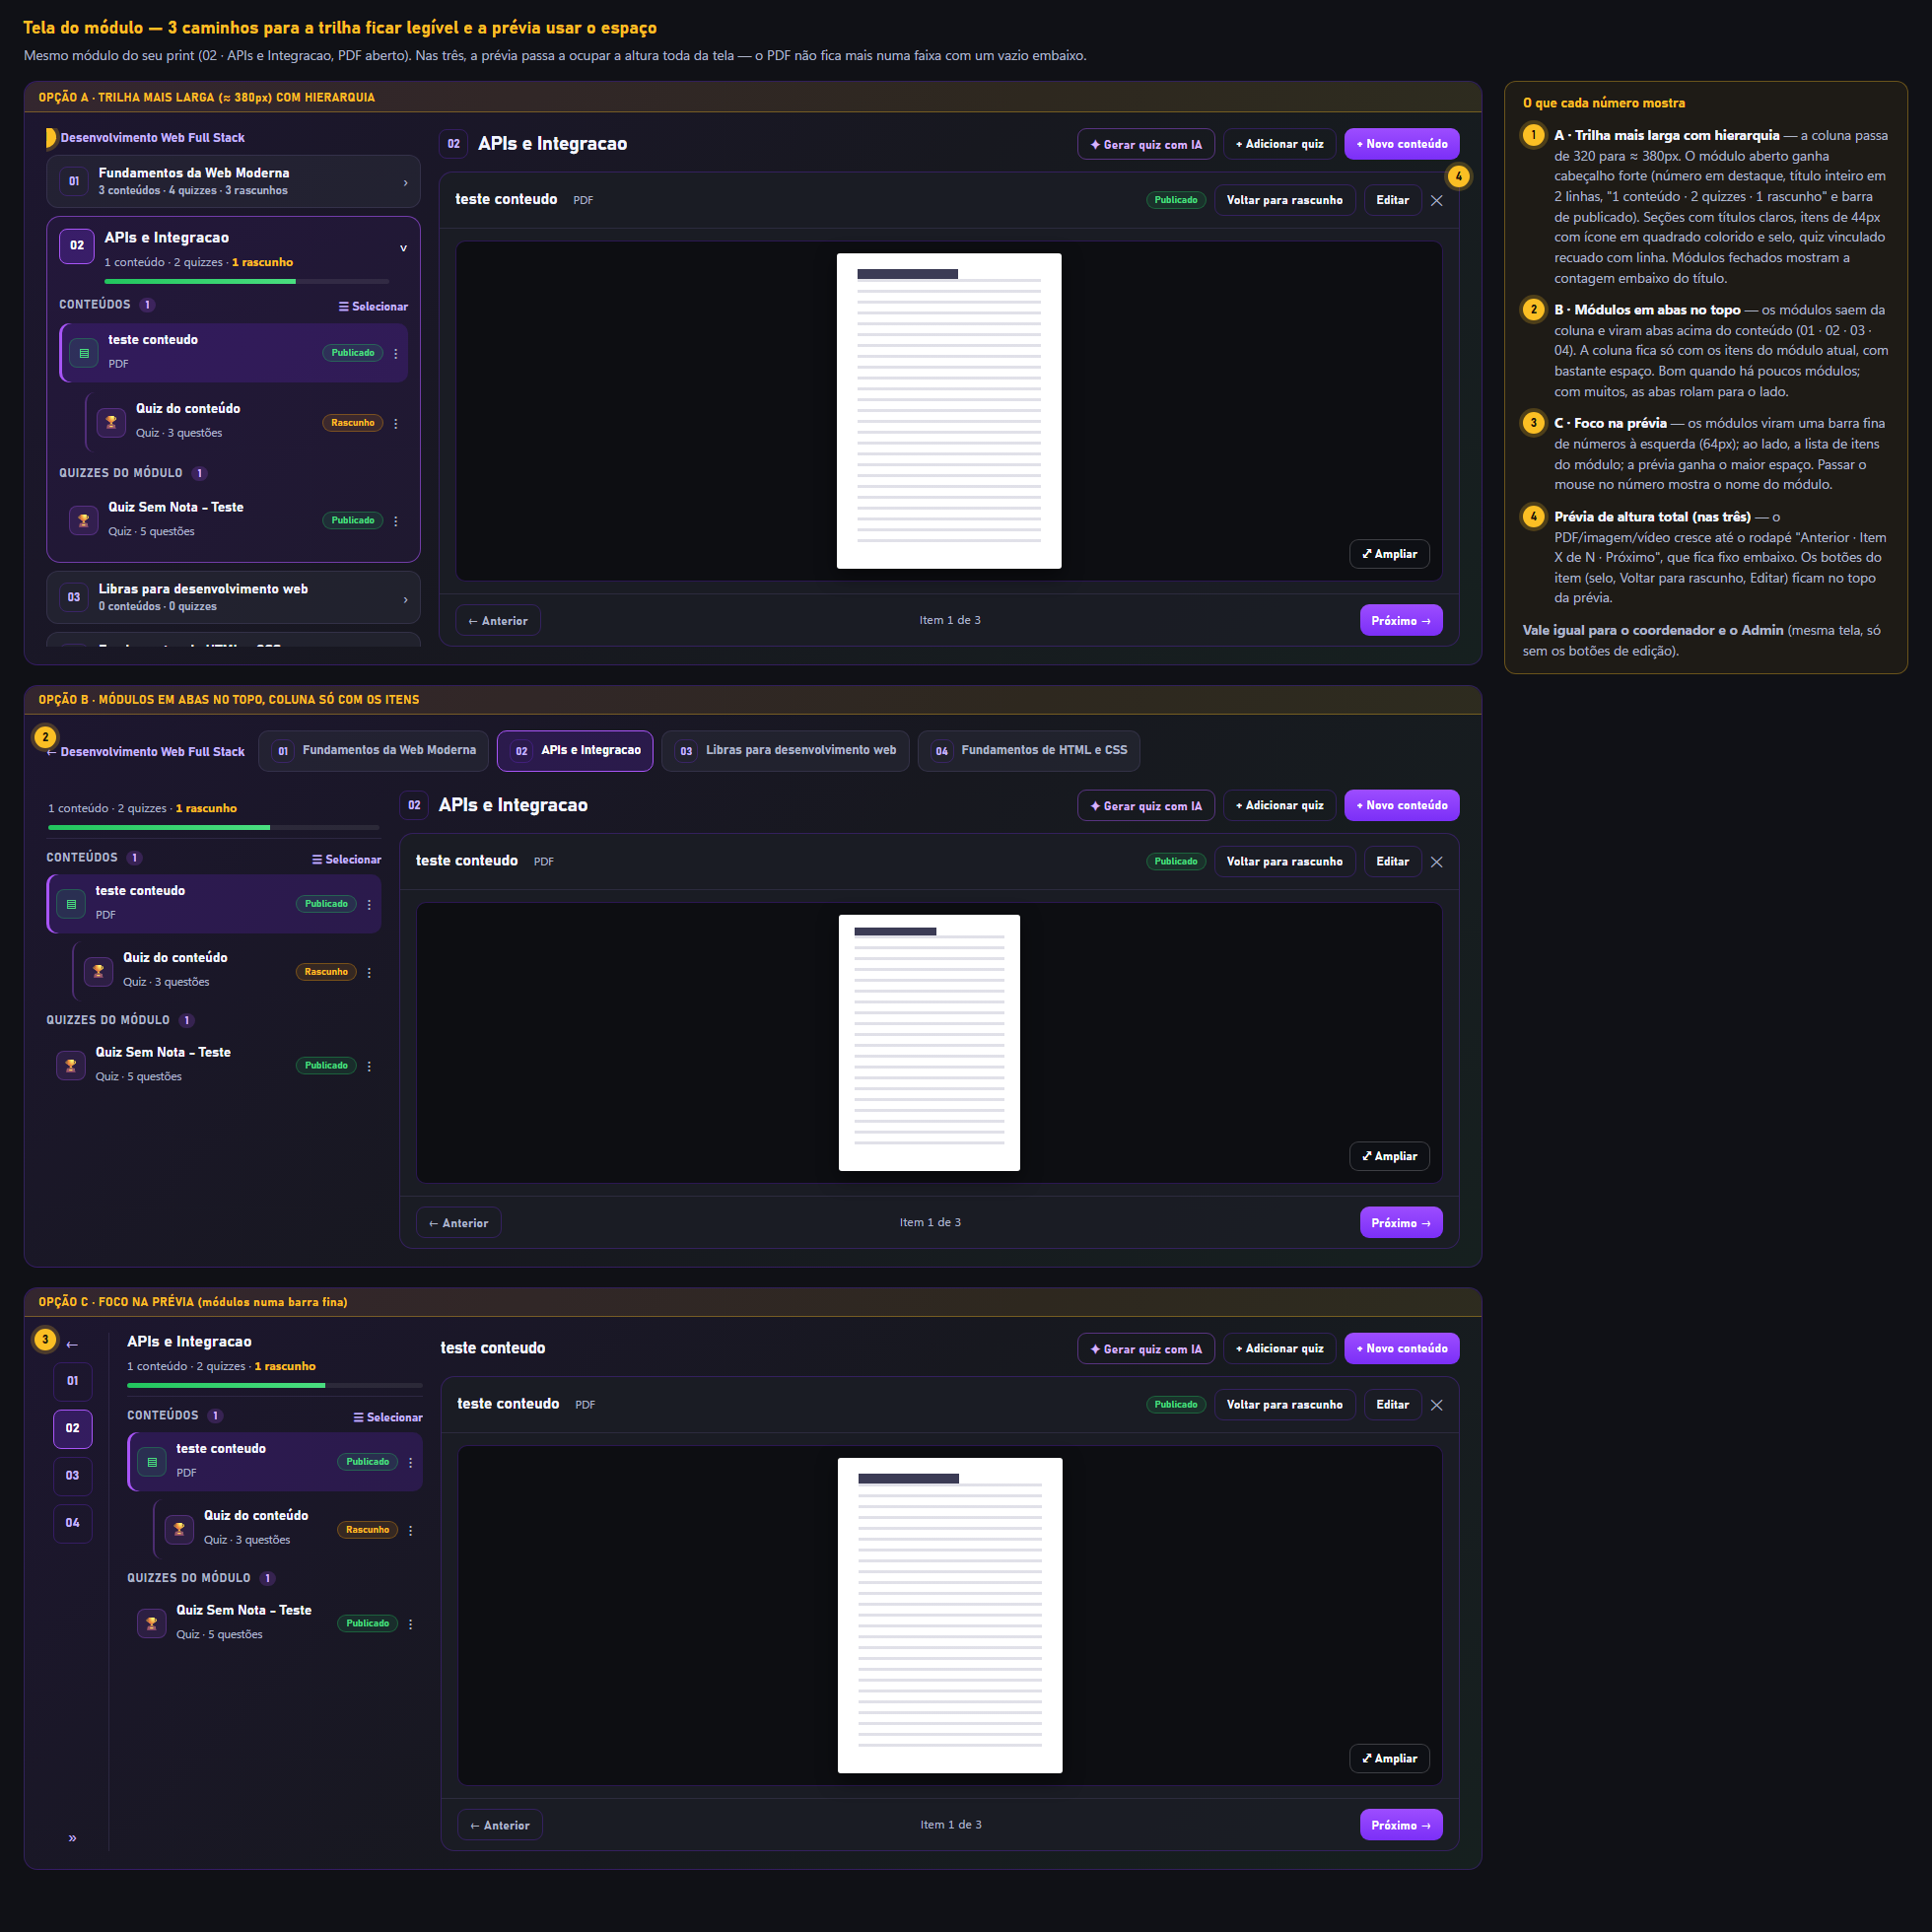 Tela do módulo — 3 caminhos para a trilha ficar legível e a prévia usar o espaço
Mesmo módulo do seu print (02 · APIs e Integracao, PDF aberto). Nas três, a prévia passa a ocupar a altura toda da tela — o PDF não fica mais numa faixa com um vazio embaixo.
OPÇÃO A · TRILHA MAIS LARGA (≈ 380px) COM HIERARQUIA
Desenvolvimento Web Full Stack
01 Fundamentos da Web Moderna ›
3 conteúdos · 4 quizzes · 3 rascunhos
02 APIs e Integracao v
1 conteúdo · 2 quizzes · 1 rascunho
CONTEÚDOS 1 ☰ Selecionar
teste conteudo
PDF
Publicado ⋮
Quiz do conteúdo
Quiz · 3 questões
Rascunho ⋮
QUIZZES DO MÓDULO 1
Quiz Sem Nota – Teste
Quiz · 5 questões
Publicado ⋮
03 Libras para desenvolvimento web ›
0 conteúdos · 0 quizzes
02 APIs e Integracao
✦ Gerar quiz com IA
+ Adicionar quiz
+ Novo conteúdo
4
teste conteudo PDF
Publicado
Voltar para rascunho
Editar
⤢ Ampliar
← Anterior
Item 1 de 3
Próximo →
OPÇÃO B · MÓDULOS EM ABAS NO TOPO, COLUNA SÓ COM OS ITENS
2
← Desenvolvimento Web Full Stack
01 Fundamentos da Web Moderna
02 APIs e Integracao
03 Libras para desenvolvimento web
04 Fundamentos de HTML e CSS
1 conteúdo · 2 quizzes · 1 rascunho
CONTEÚDOS 1 ☰ Selecionar
teste conteudo
PDF
Publicado ⋮
Quiz do conteúdo
Quiz · 3 questões
Rascunho ⋮
QUIZZES DO MÓDULO 1
Quiz Sem Nota – Teste
Quiz · 5 questões
Publicado ⋮
02 APIs e Integracao
✦ Gerar quiz com IA
+ Adicionar quiz
+ Novo conteúdo
teste conteudo PDF
Publicado
Voltar para rascunho
Editar
⤢ Ampliar
← Anterior
Item 1 de 3
Próximo →
OPÇÃO C · FOCO NA PRÉVIA (módulos numa barra fina)
3
←
01
02
03
04
»
APIs e Integracao
1 conteúdo · 2 quizzes · 1 rascunho
CONTEÚDOS 1 ☰ Selecionar
teste conteudo
PDF
Publicado ⋮
Quiz do conteúdo
Quiz · 3 questões
Rascunho ⋮
QUIZZES DO MÓDULO 1
Quiz Sem Nota – Teste
Quiz · 5 questões
Publicado ⋮
teste conteudo
✦ Gerar quiz com IA
+ Adicionar quiz
+ Novo conteúdo
teste conteudo PDF
Publicado
Voltar para rascunho
Editar
⤢ Ampliar
← Anterior
Item 1 de 3
Próximo →
O que cada número mostra
1 A · Trilha mais larga com hierarquia — a coluna passa
de 320 para ≈ 380px. O módulo aberto ganha
cabeçalho forte (número em destaque, título inteiro em
2 linhas, "1 conteúdo · 2 quizzes · 1 rascunho" e barra
de publicado). Seções com títulos claros, itens de 44px
com ícone em quadrado colorido e selo, quiz vinculado
recuado com linha. Módulos fechados mostram a
contagem embaixo do título.
2 B · Módulos em abas no topo — os módulos saem da
coluna e viram abas acima do conteúdo (01 · 02 · 03 ·
04). A coluna fica só com os itens do módulo atual, com
bastante espaço. Bom quando há poucos módulos;
com muitos, as abas rolam para o lado.
3 C · Foco na prévia — os módulos viram uma barra fina
de números à esquerda (64px); ao lado, a lista de itens
do módulo; a prévia ganha o maior espaço. Passar o
mouse no número mostra o nome do módulo.
4 Prévia de altura total (nas três) — o
PDF/imagem/vídeo cresce até o rodapé "Anterior · Item
X de N · Próximo", que fica fixo embaixo. Os botões do
item (selo, Voltar para rascunho, Editar) ficam no topo
da prévia.
Vale igual para o coordenador e o Admin (mesma tela, só
sem os botões de edição).